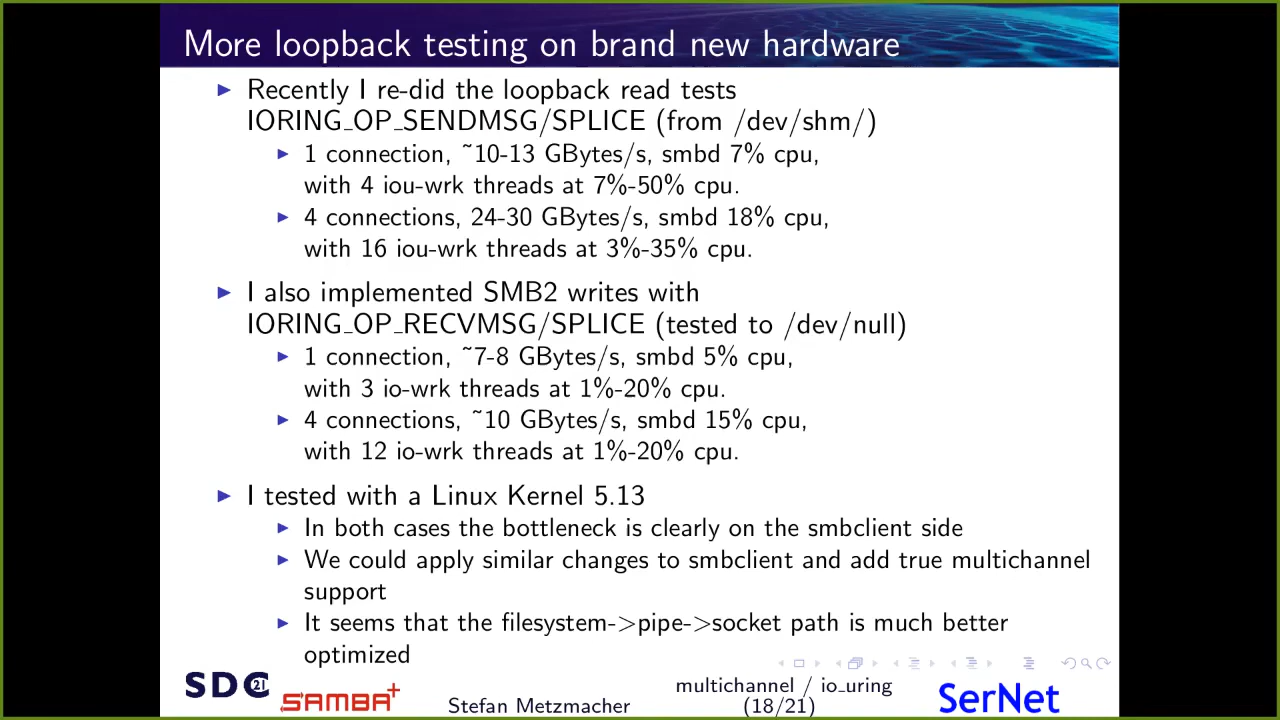 More loopback testing on brand new hardware
Recently I re-did the loopback read tests
IORING_OP_SENDMSG/SPLICE (from /dev/shm/)
1 connection, ~10-13 GBytes/s, smbd 7% cpu,
with 4 iou-wrk threads at 7%-50% cpu.
4 connections, 24-30 GBytes/s, smbd 18% cpu,
with 16 iou-wrk threads at 3%-35% cpu.
I also implemented SMB2 writes with
IORING_OP_RECVMSG/SPLICE (tested to /dev/null)
1 connection, ~7-8 GBytes/s, smbd 5% cpu,
with 3 io-wrk threads at 1%-20% cpu.
4 connections, ~10 GBytes/s, smbd 15% cpu,
with 12 io-wrk threads at 1%-20% cpu.
I tested with a Linux Kernel 5.13
In both cases the bottleneck is clearly on the smbclient side
We could apply similar changes to smbclient and add true multichannel
support
It seems that the filesystem->pipe->socket path is much better
optimized
SDC 21
SAMBA+
Stefan Metzmacher
multichannel / io_uring
(18/21)
SerNet